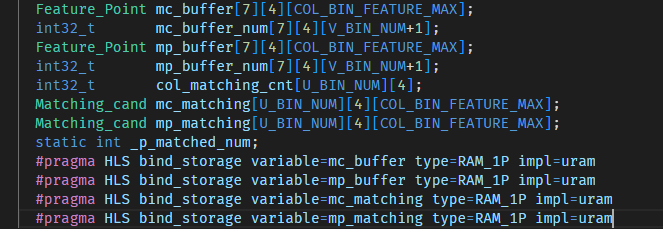 Feature_Point mc_buffer[7][4][COL_BIN_FEATURE_MAX];
int32_t       mc_buffer_num[7][4][V_BIN_NUM+1];
Feature_Point mp_buffer[7][4][COL_BIN_FEATURE_MAX];
int32_t       mp_buffer_num[7][4][V_BIN_NUM+1];
int32_t       col_matching_cnt[U_BIN_NUM][4];
Matching_cand mc_matching[U_BIN_NUM][4][COL_BIN_FEATURE_MAX];
Matching_cand mp_matching[U_BIN_NUM][4][COL_BIN_FEATURE_MAX];
static int _p_matched_num;
#pragma HLS bind_storage variable=mc_buffer type=RAM_1P impl=uram
#pragma HLS bind_storage variable=mp_buffer type=RAM_1P impl=uram
#pragma HLS bind_storage variable=mc_matching type=RAM_1P impl=uram
#pragma HLS bind_storage variable=mp_matching type=RAM_1P impl=uram